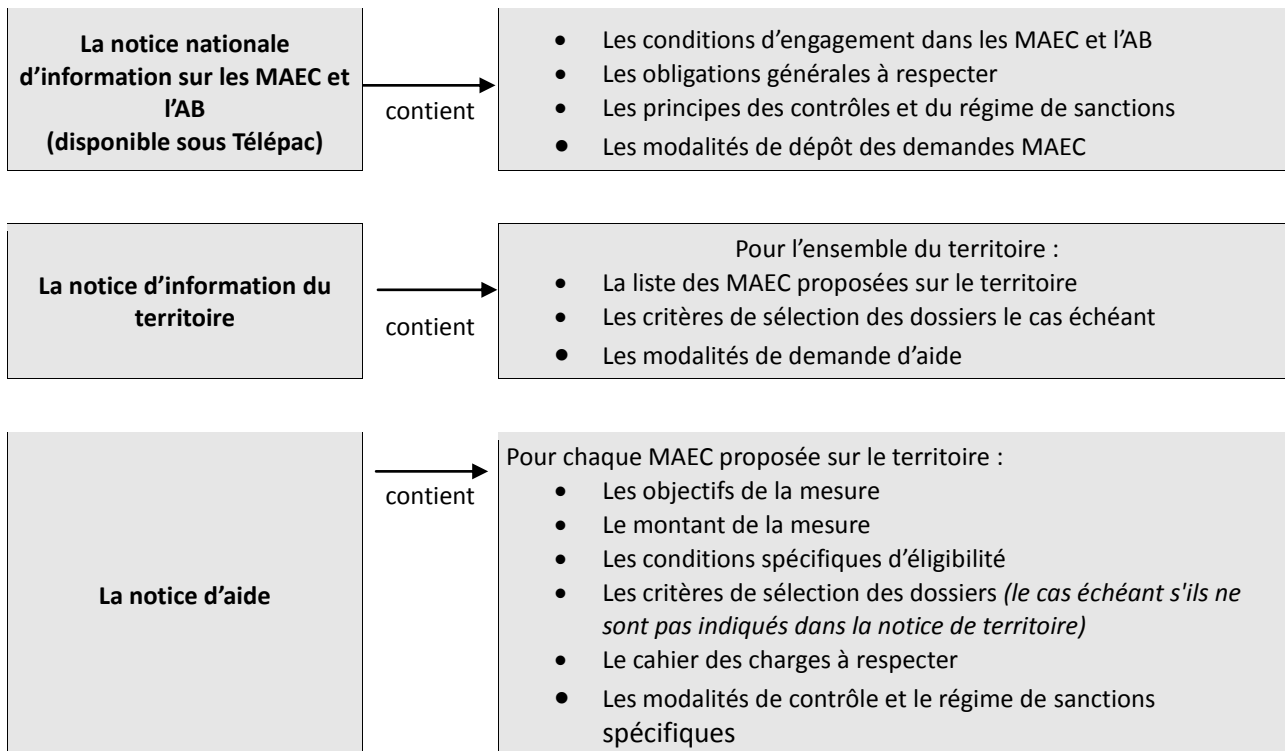 La notice nationale
d’information sur les MAEC et
l’AB
(disponible sous Télépac)
contient
• Les conditions d’engagement dans les MAEC et l’AB
• Les obligations générales à respecter
• Les principes des contrôles et du régime de sanctions
• Les modalités de dépôt des demandes MAEC
La notice d’information du
territoire
contient
Pour l’ensemble du territoire :
• La liste des MAEC proposées sur le territoire
• Les critères de sélection des dossiers le cas échéant
• Les modalités de demande d’aide
La notice d’aide
contient
Pour chaque MAEC proposée sur le territoire :
• Les objectifs de la mesure
• Le montant de la mesure
• Les conditions spécifiques d’éligibilité
• Les critères de sélection des dossiers (le cas échéant s'ils ne
sont pas indiqués dans la notice de territoire)
• Le cahier des charges à respecter
• Les modalités de contrôle et le régime de sanctions
spécifiques